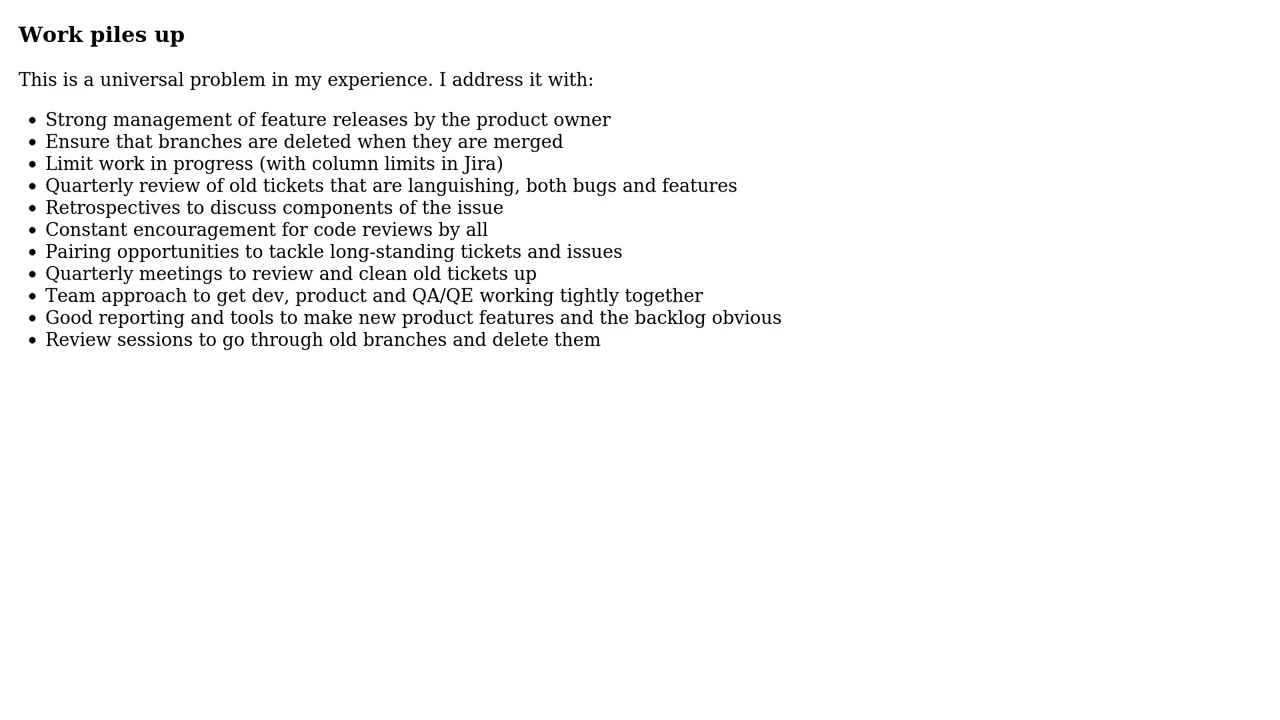 Work piles up
This is a universal problem in my experience. I address it with:
• Strong management of feature releases by the product owner
• Ensure that branches are deleted when they are merged
• Limit work in progress (with column limits in Jira)
• Quarterly review of old tickets that are languishing, both bugs and features
• Retrospectives to discuss components of the issue
• Constant encouragement for code reviews by all
• Pairing opportunities to tackle long-standing tickets and issues
• Quarterly meetings to review and clean old tickets up
• Team approach to get dev, product and QA/QE working tightly together
• Good reporting and tools to make new product features and the backlog obvious
• Review sessions to go through old branches and delete them